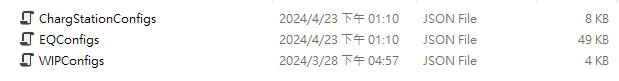 ChargStationConfigs 2024/4/23 下午 01:10 JSON File 8 KB
EQConfigs 2024/4/23 下午 01:10 JSON File 49 KB
WIPConfigs 2024/3/28 下午 04:57 JSON File 4 KB